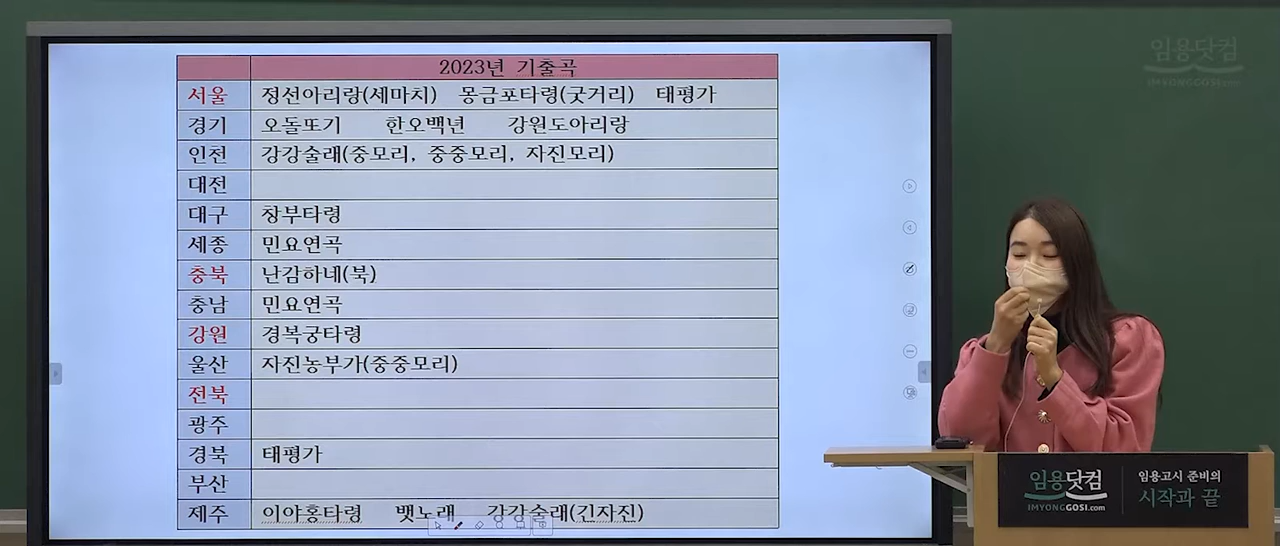 2023년 기출곡
서울 정선아리랑(세마치) 몽금포타령(굿거리) 태평가
경기 오돌또기 한오백년 강원도아리랑
인천 강강술래(중모리, 중중모리, 자진모리)
대전
대구 창부타령
세종 민요연곡
충북 난감하네(북)
충남 민요연곡
강원 경복궁타령
울산 자진농부가(중중모리)
전북
광주
경북 태평가
부산
제주 이야홍타령 뱃노래 강강술래(긴자진)
임용닷컴
IMYONGGOSI.com
임용닷컴
IMYONGGOSI.com
임용고시 준비의
시작과 끝